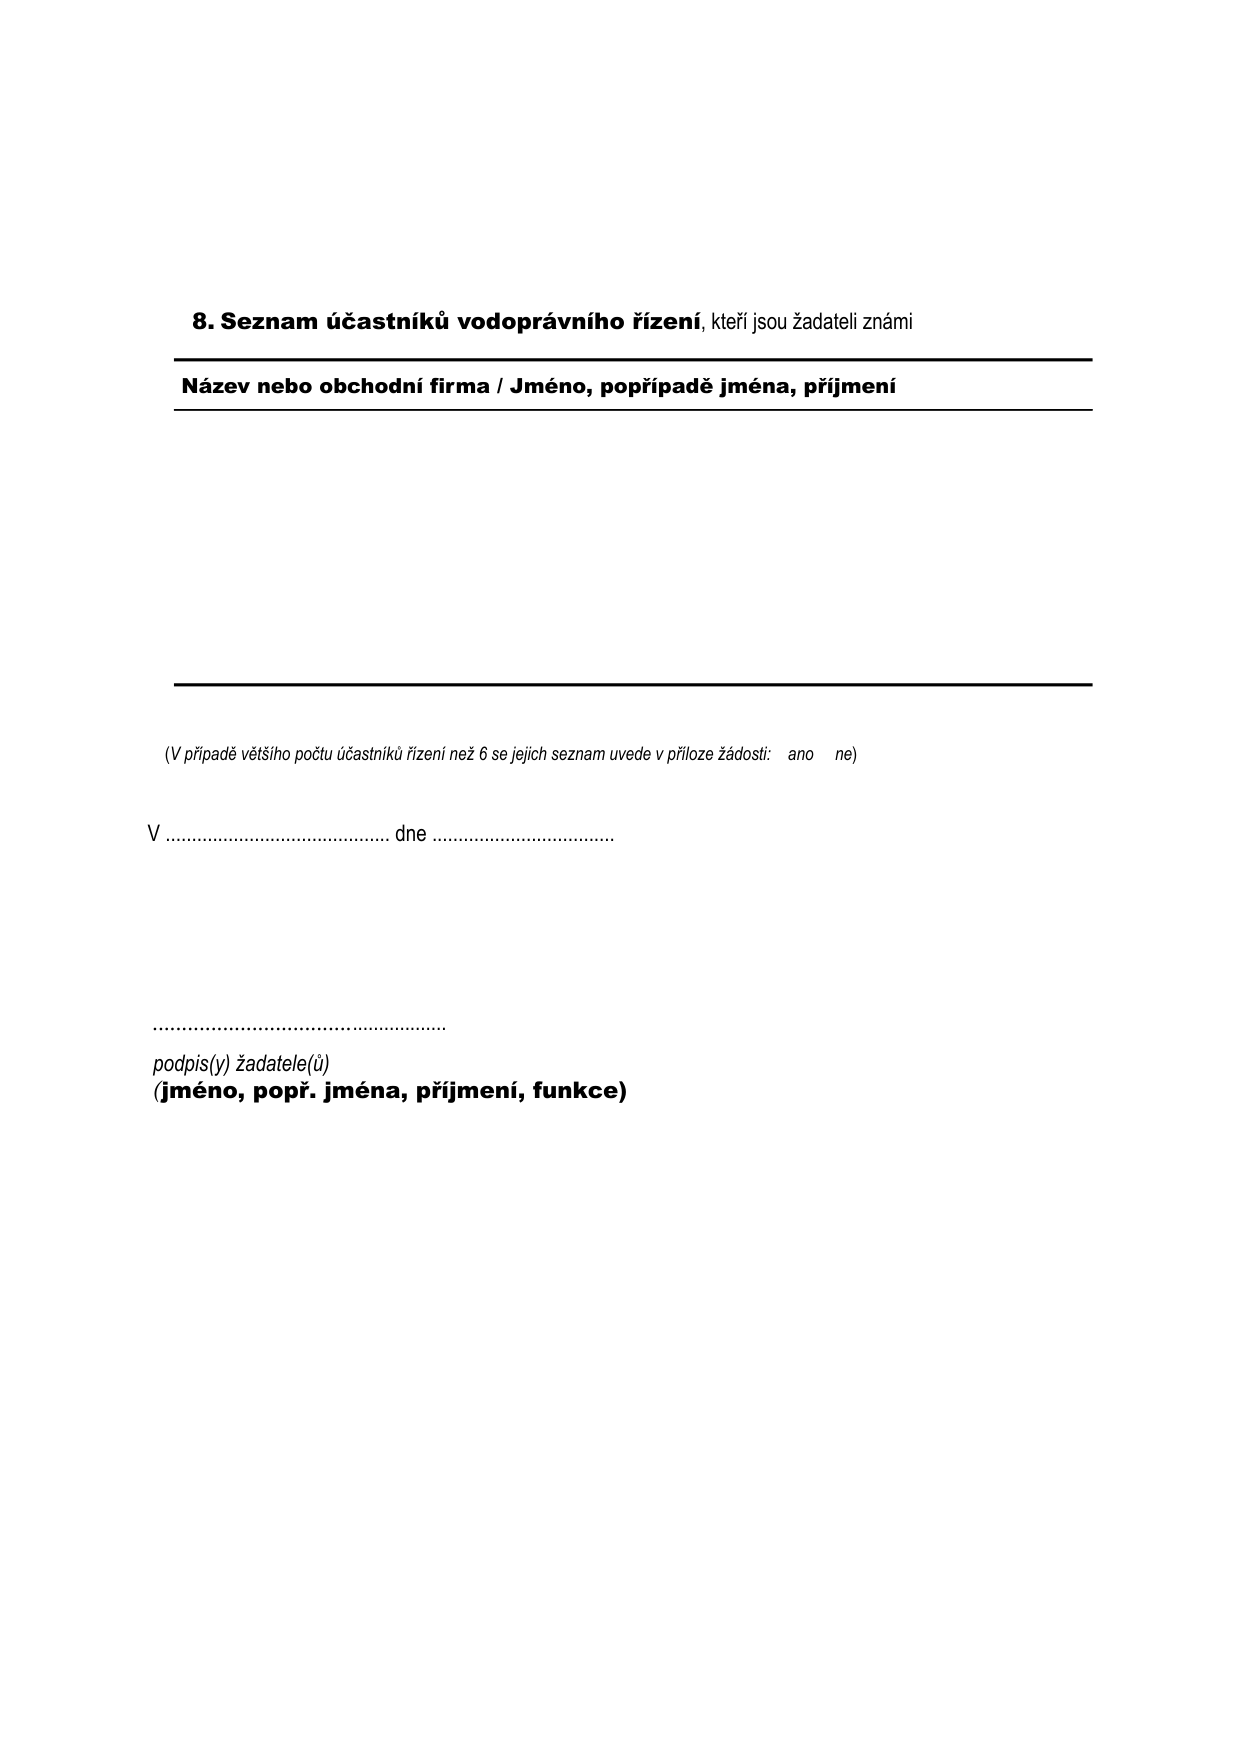 8. Seznam účastníků vodoprávního řízení, kteří jsou žadateli známi
Název nebo obchodní firma / Jméno, popřípadě jména, příjmení
(V případě většího počtu účastníků řízení než 6 se jejich seznam uvede v příloze žádosti: ano ne)
V ........................................... dne ...................................
....................................................
podpis(y) žadatele(ů)
(jméno, popř. jména, příjmení, funkce)